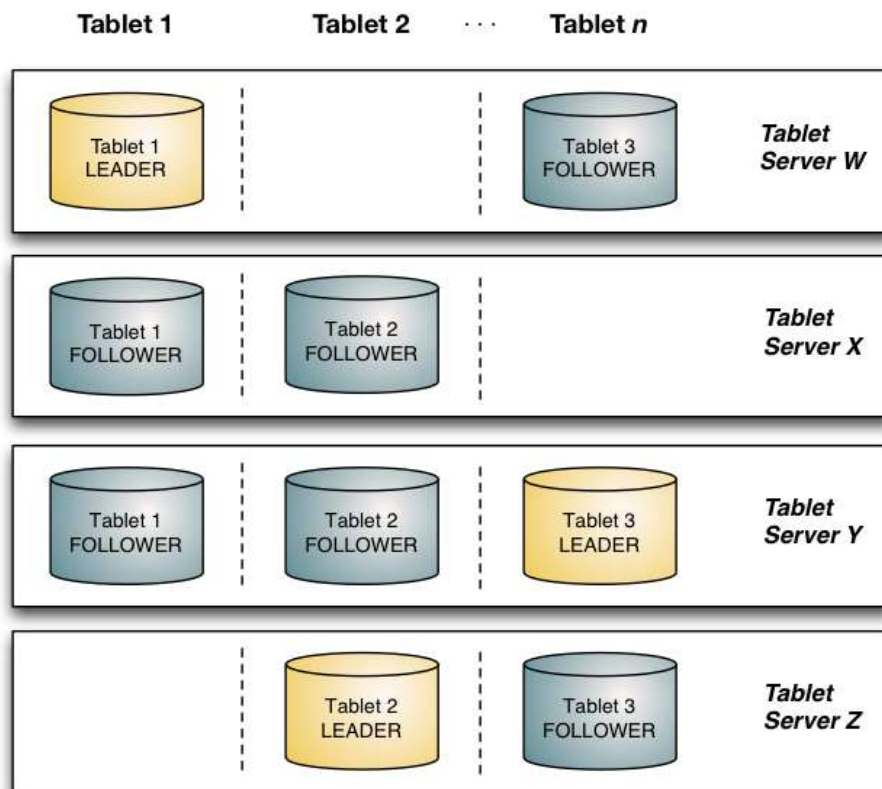 Tablet 1 Tablet 2 · · · Tablet n
Tablet 1
LEADER
Tablet 3
FOLLOWER
Tablet
Server W
Tablet 1
FOLLOWER
Tablet 2
FOLLOWER
Tablet
Server X
Tablet 1
FOLLOWER
Tablet 2
FOLLOWER
Tablet 3
LEADER
Tablet
Server Y
Tablet 2
LEADER
Tablet 3
FOLLOWER
Tablet
Server Z